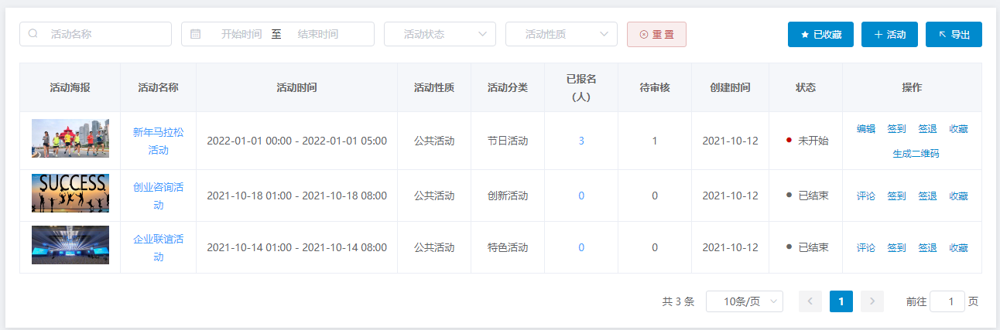 活动名称 开始时间 至 结束时间 活动状态 活动性质 重 置 已收藏 活动 导出
活动海报 活动名称 活动时间 活动性质 活动分类 已报名 (人) 待审核 创建时间 状态 操作
新年马拉松
活动
2022-01-01 00:00 - 2022-01-01 05:00 公共活动 节日活动 3 1 2021-10-12 未开始
编辑 签到 签退 收藏
生成二维码
SUCCESS
创业咨询活
动
2021-10-18 01:00 - 2021-10-18 08:00 公共活动 创新活动 0 0 2021-10-12 已结束 评论 签到 签退 收藏
企业联谊活
动
2021-10-14 01:00 - 2021-10-14 08:00 公共活动 特色活动 0 0 2021-10-12 已结束 评论 签到 签退 收藏
共 3 条 10条/页 1 前往 1 页